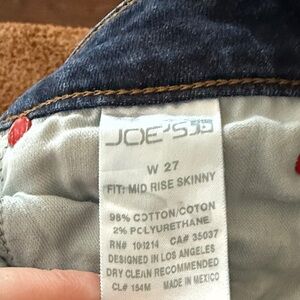 JOE'S
W 27
FIT: MID RISE SKINNY
98% COTTON/COTON
2% POLYURETHANE
RN# 101214 CA# 35037
DESIGNED IN LOS ANGELES
DRY CLEAN RECOMMENDED
CL# 154M MADE IN MEXICO